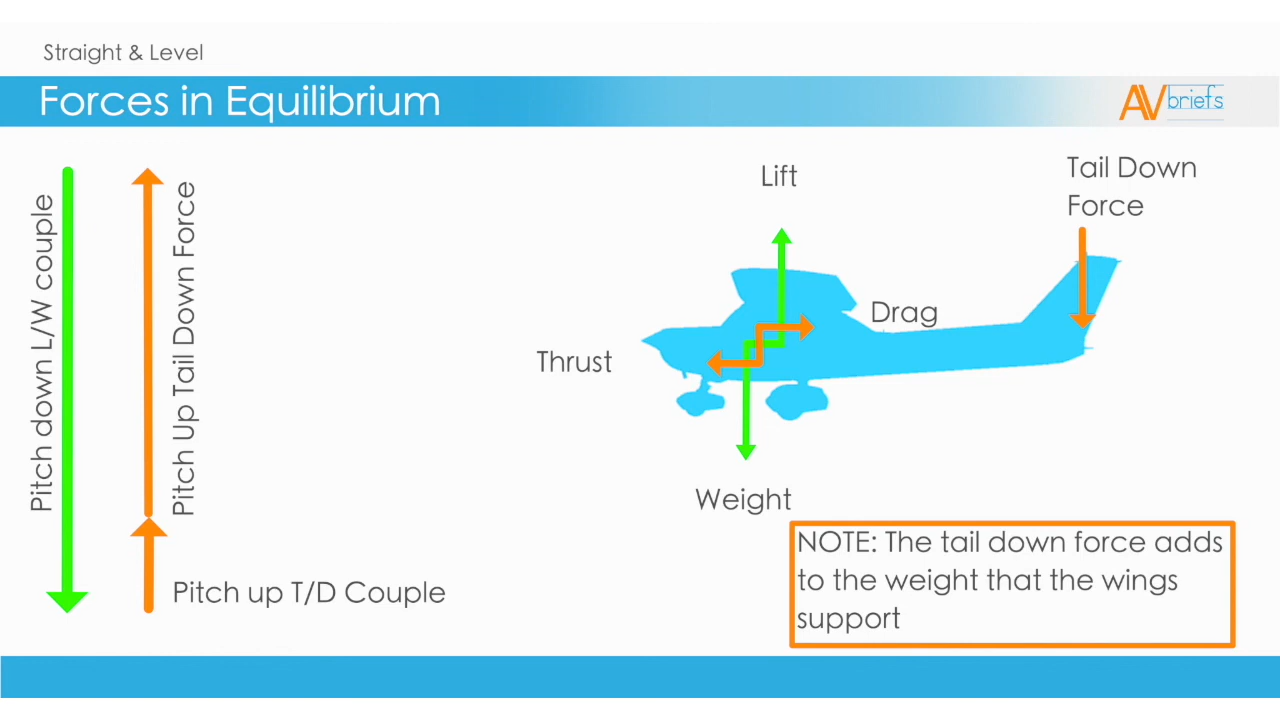 Straight & Level
Forces in Equilibrium
AV briefs
Pitch down L/W couple
Pitch Up Tail Down Force
Pitch up T/D Couple
Lift
Tail Down
Force
Drag
Thrust
Weight
NOTE: The tail down force adds
to the weight that the wings
support